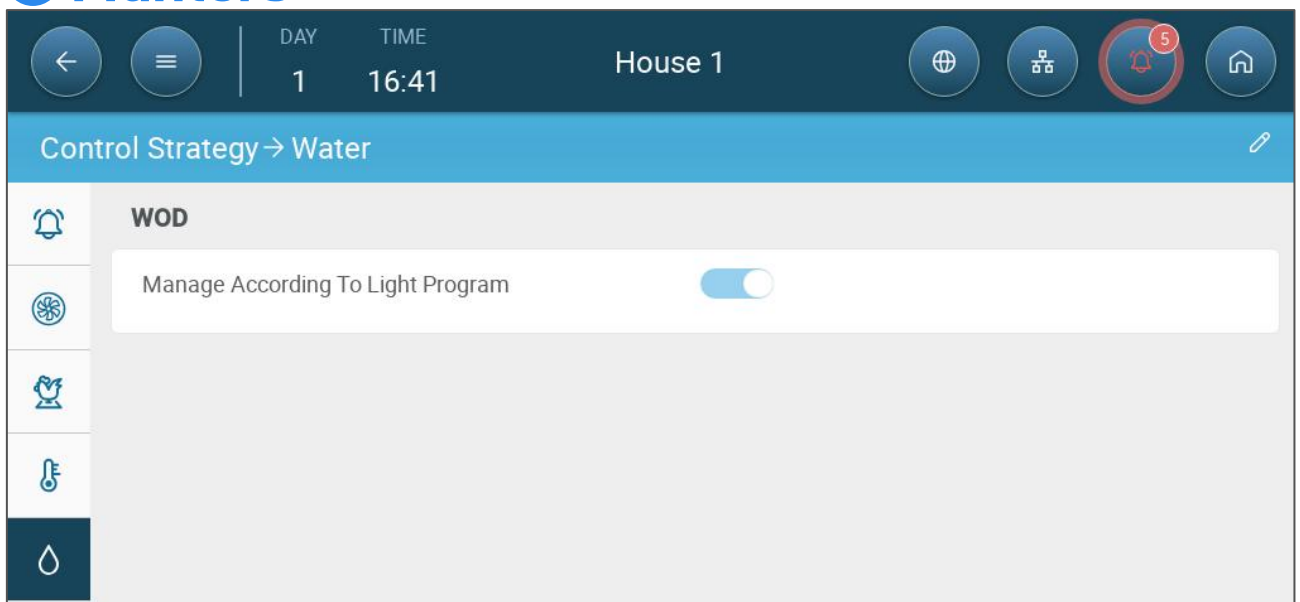 DAY TIME
1 16:41
House 1
5
Control Strategy → Water
WOD
Manage According To Light Program